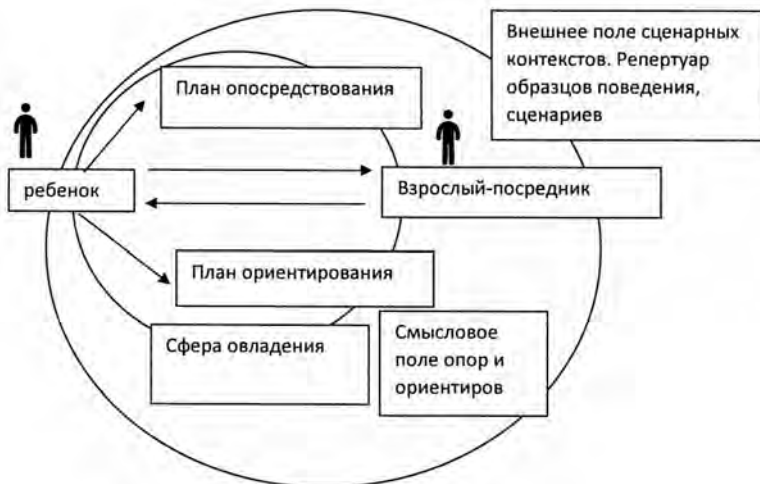 Внешнее поле сценарных
контекстов. Репертуар
образцов поведения,
сценариев
План опосредствования
ребенок
Взрослый-посредник
План ориентирования
Сфера овладения
Смысловое
поле опор и
ориентиров